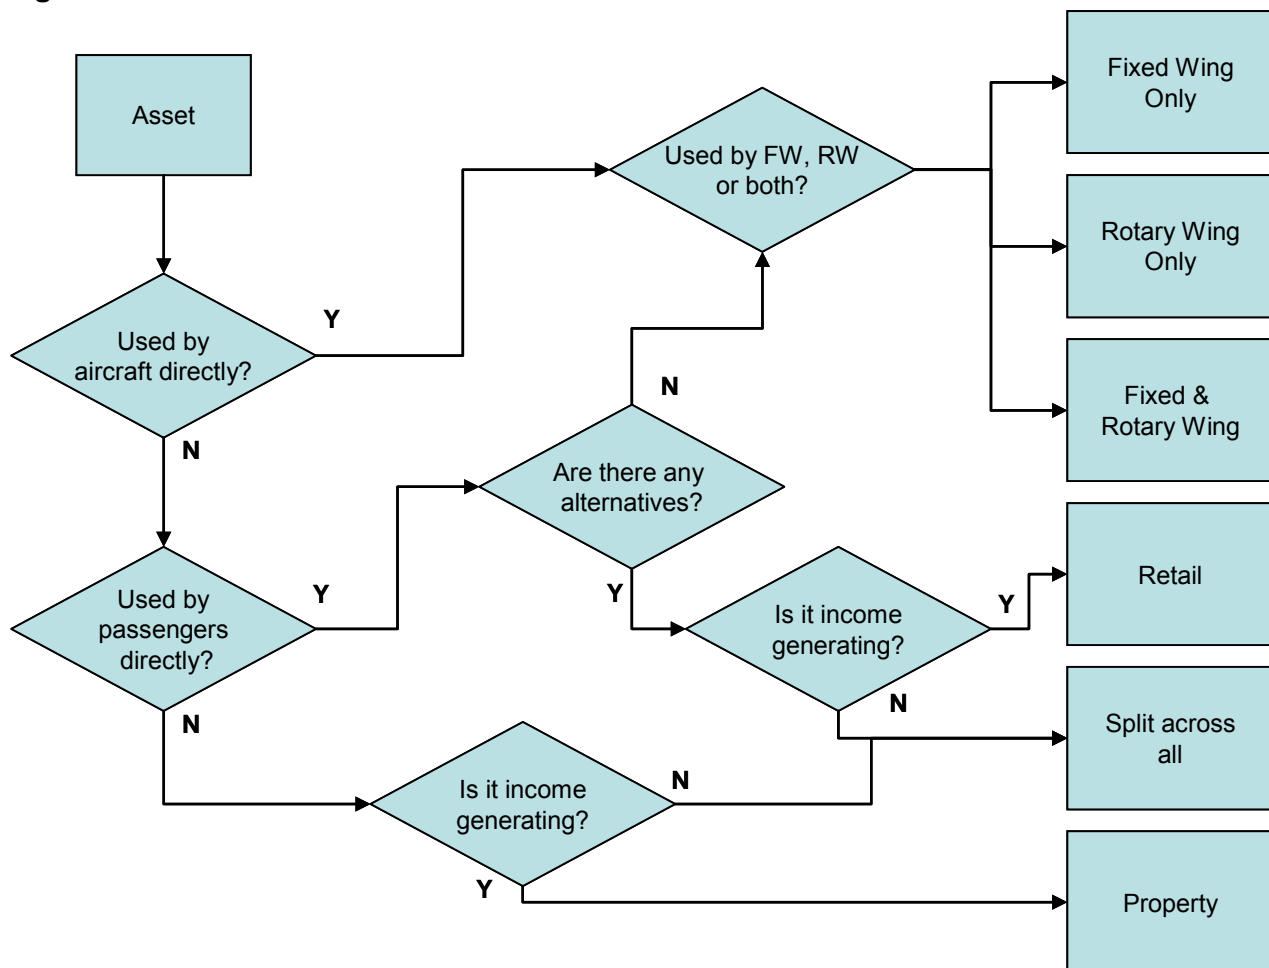 Asset
Fixed Wing
Only
Used by FW, RW
or both?
Rotary Wing
Only
Y
Used by
aircraft directly?
Fixed &
Rotary Wing
N
N
Are there any
alternatives?
Y
Used by
passengers
directly?
Y
Is it income
generating?
Y
Retail
N
N
Split across
all
Is it income
generating?
N
Y
Property